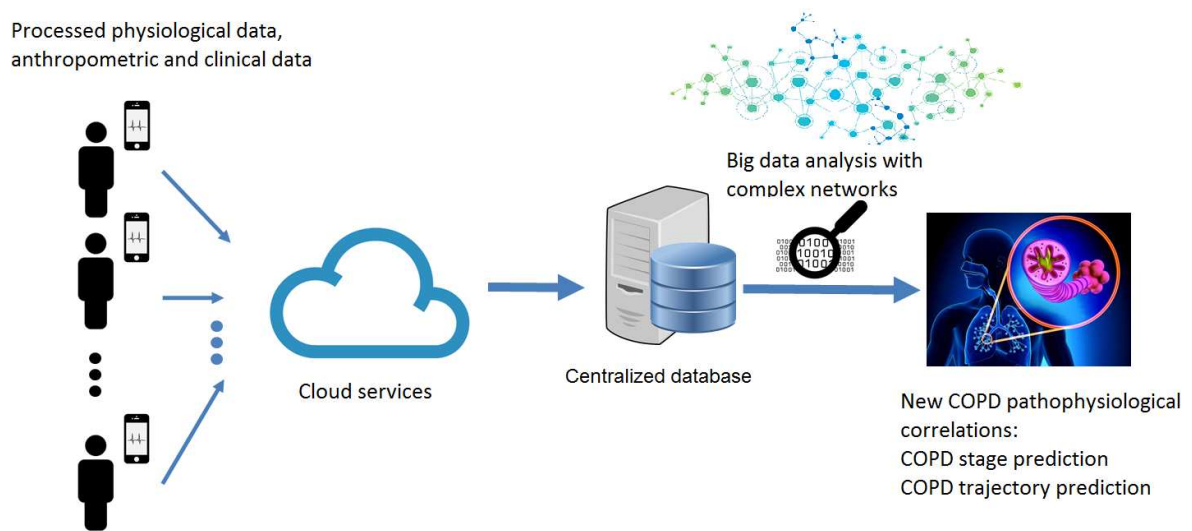 Processed physiological data,
anthropometric and clinical data
Big data analysis with
complex networks
Cloud services
Centralized database
New COPD pathophysiological
correlations:
COPD stage prediction
COPD trajectory prediction